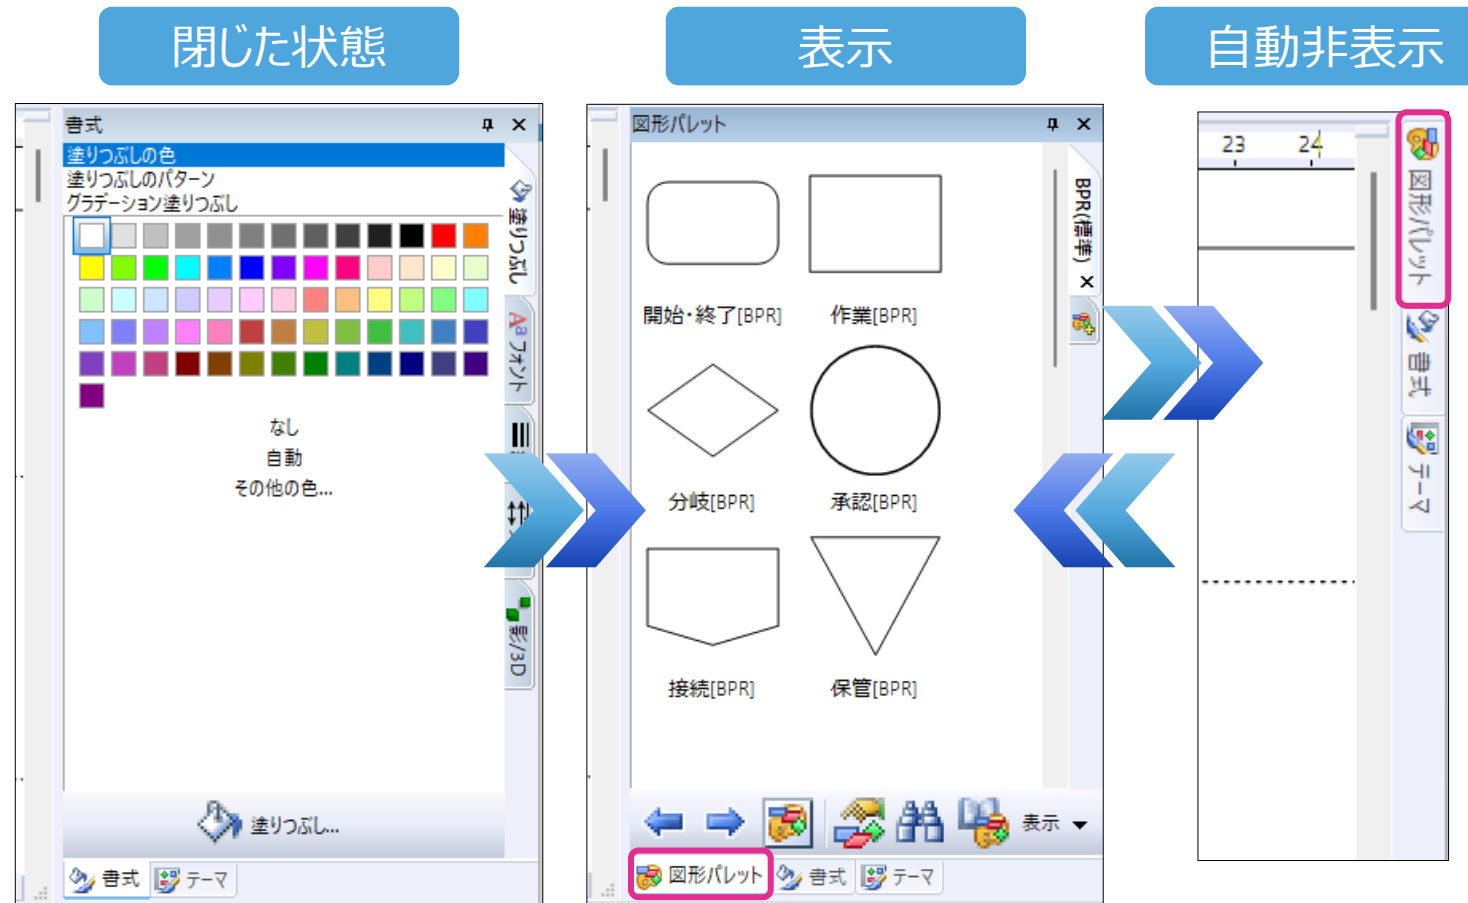 閉じた状態
表示
自動非表示
書式
塗りつぶしの色
塗りつぶしのパターン
グラデーション塗りつぶし
なし
自動
その他の色...
塗りつぶし...
塗りつぶし
Aa フォント
影/3D
書式
テーマ
図形パレット
BPR(標準)
開始・終了[BPR]
作業[BPR]
分岐[BPR]
承認[BPR]
接続[BPR]
保管[BPR]
表示
図形パレット
書式
テーマ
23 24
図形パレット
書式
テーマ